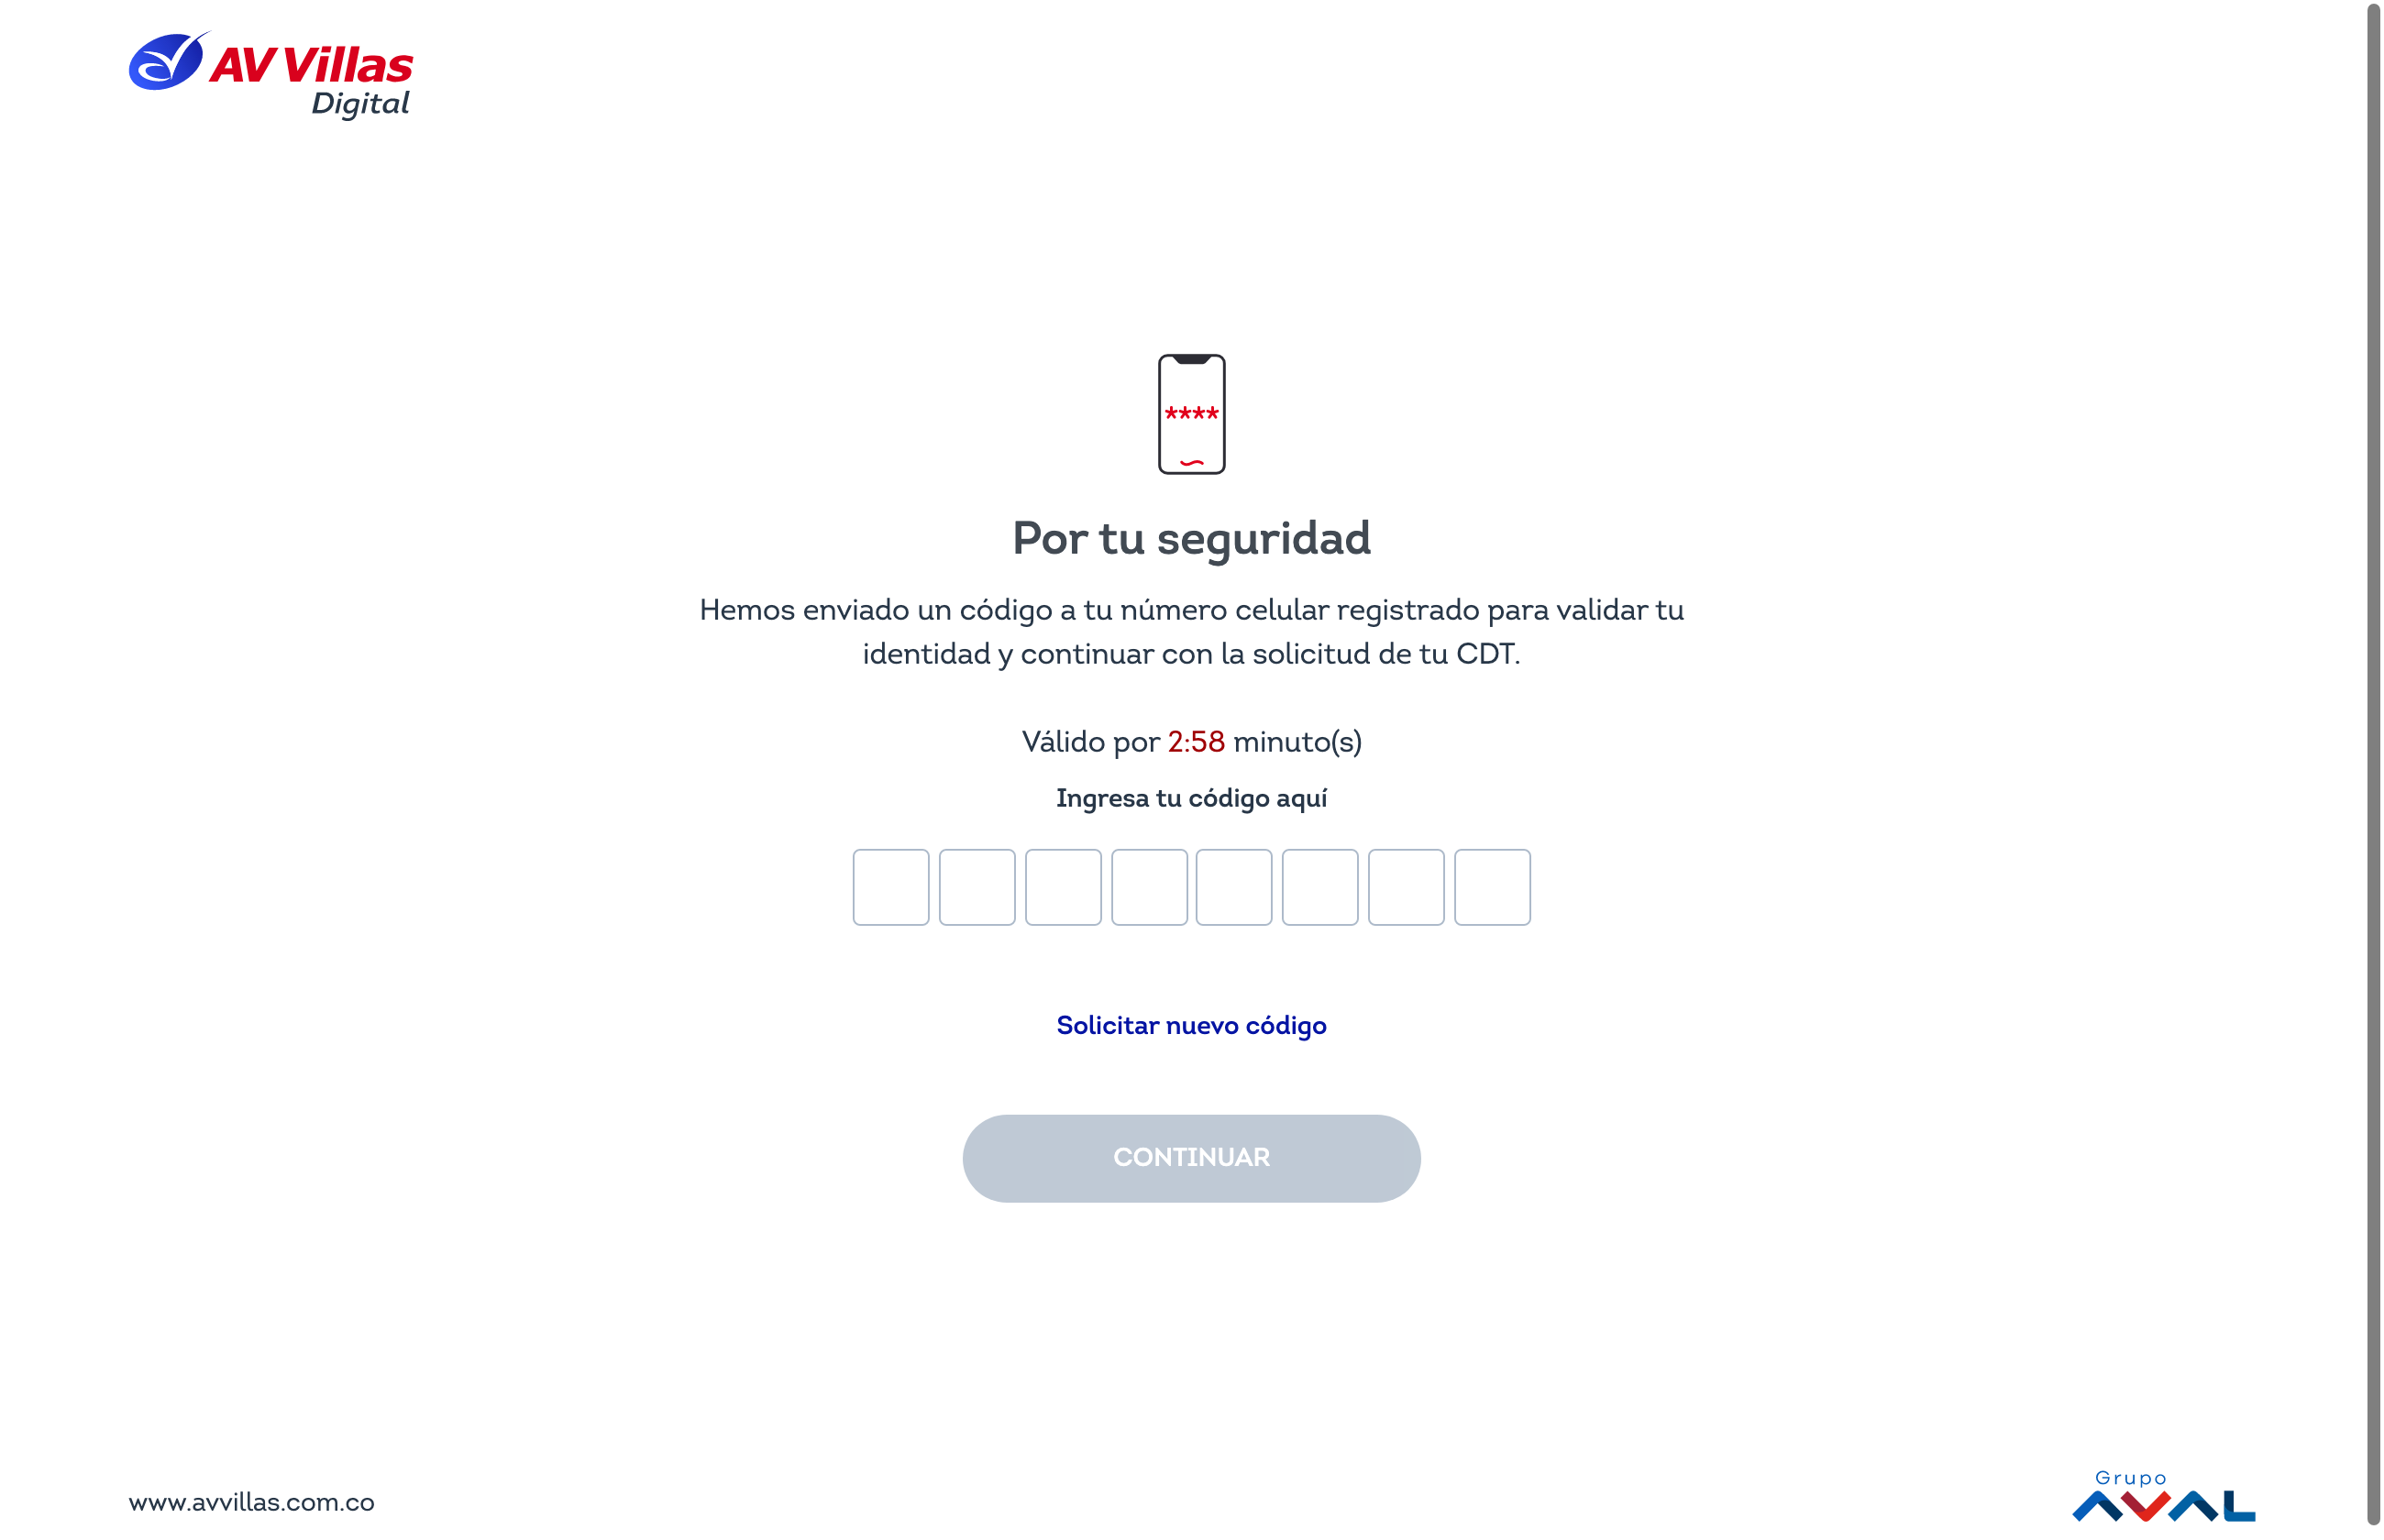 AV Villas
Digital
****
Por tu seguridad
Hemos enviado un código a tu número celular registrado para validar tu
identidad y continuar con la solicitud de tu CDT.
Válido por 2:58 minuto(s)
Ingresa tu código aquí
Solicitar nuevo código
CONTINUAR
www.avvillas.com.co
Grupo
AVAL